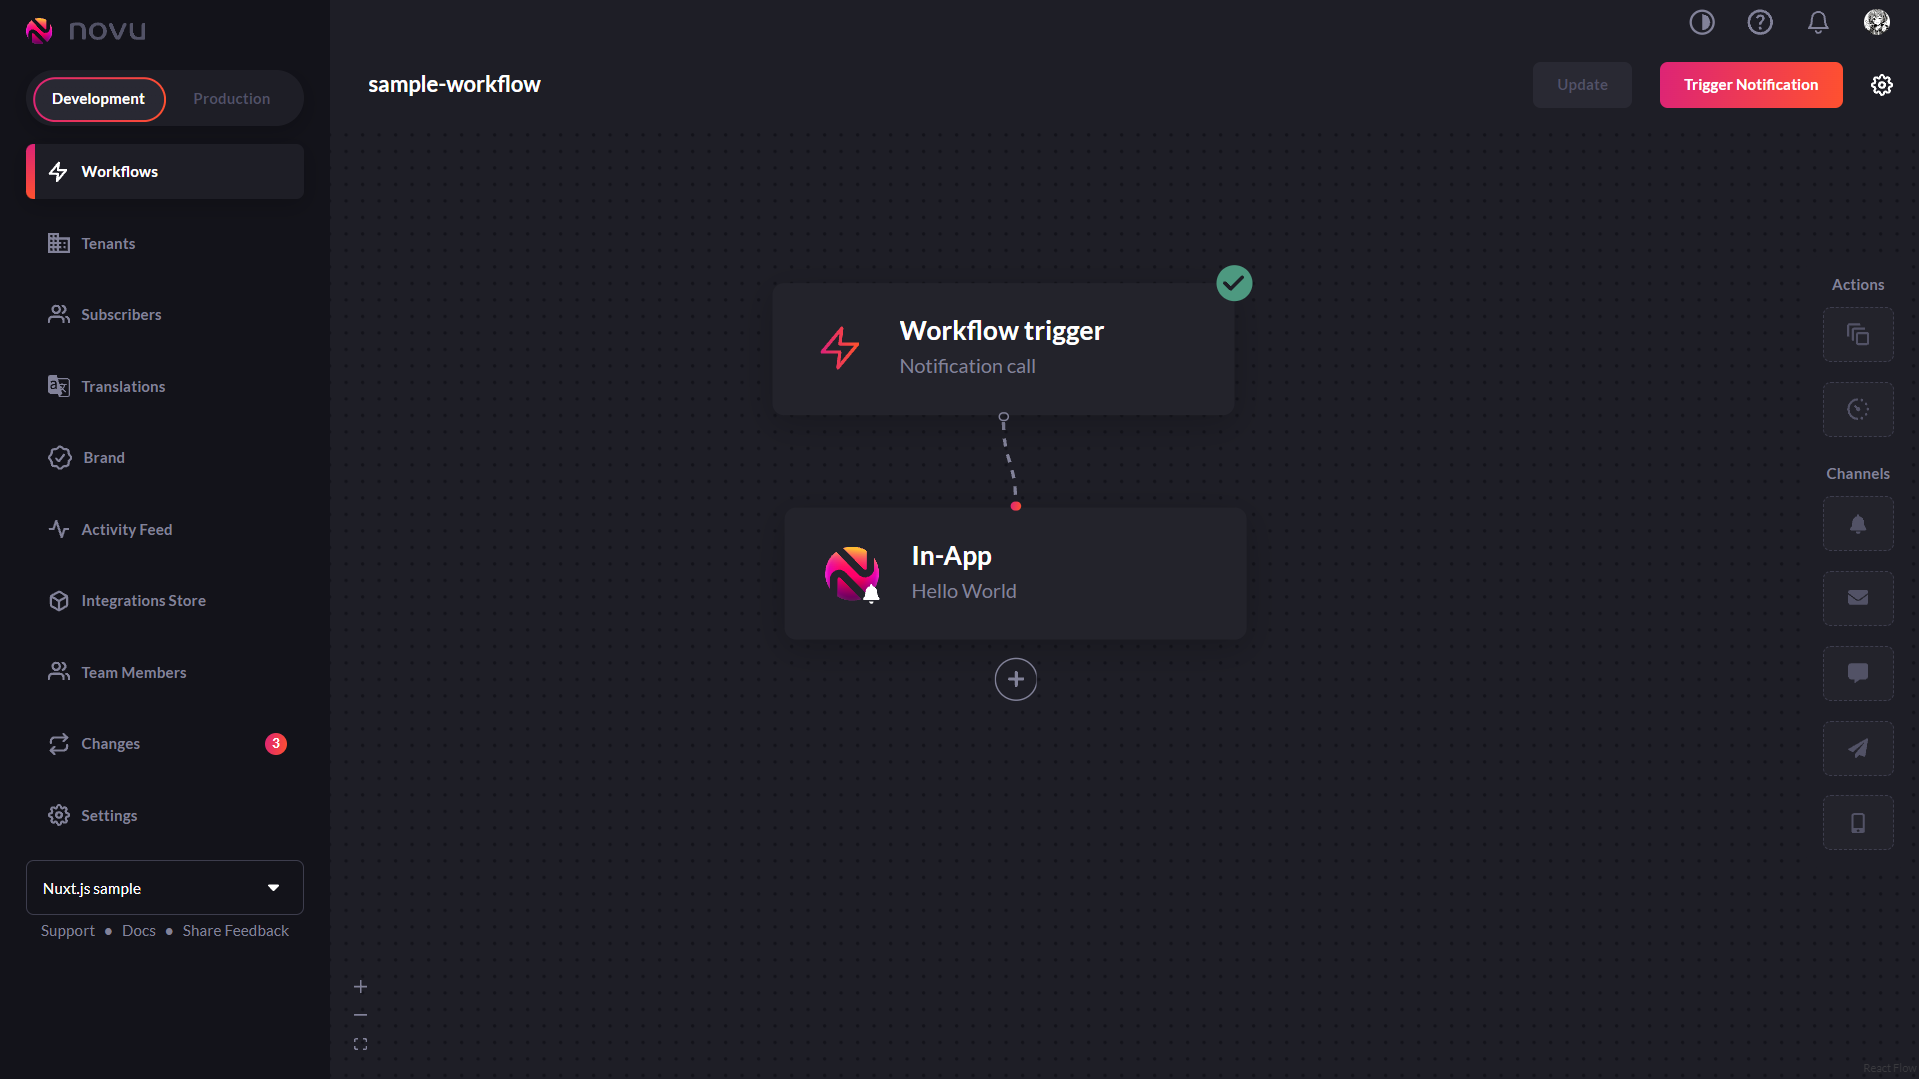 novu
Development
Production
Workflows
Tenants
Subscribers
Translations
Brand
Activity Feed
Integrations Store
Team Members
Changes
3
Settings
Nuxt.js sample
Support • Docs • Share Feedback
sample-workflow
Update
Trigger Notification
Workflow trigger
Notification call
In-App
Hello World
Actions
Channels
React Flow